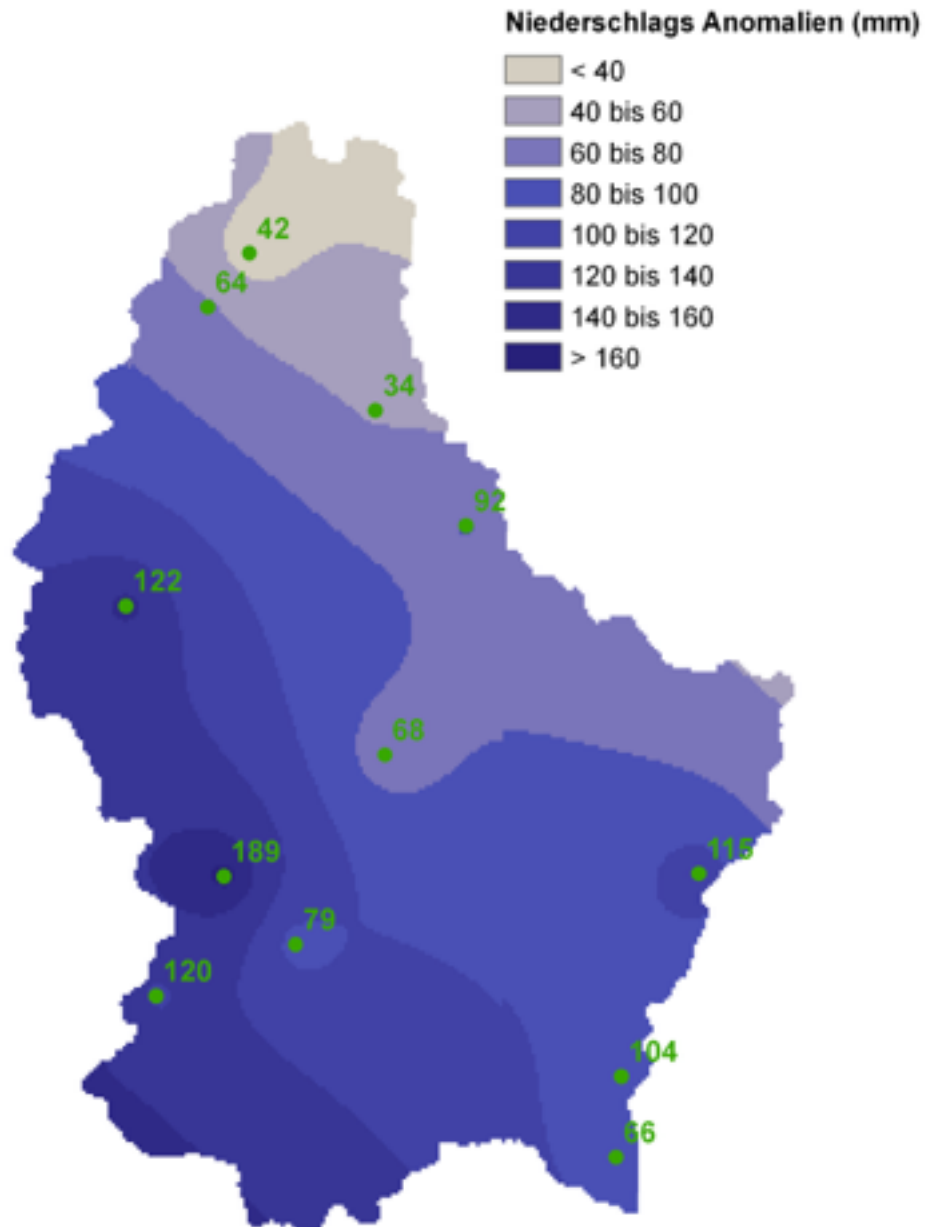 Niederschlags Anomalien (mm)
< 40
40 bis 60
60 bis 80
80 bis 100
100 bis 120
120 bis 140
140 bis 160
> 160
42
64
34
92
122
68
189
115
79
120
104
66